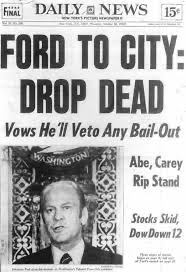 FINAL
DAILY NEWS
NEW YORK'S PICTURE NEWSPAPER
15¢
FORD TO CITY:
DROP DEAD
Vows He'll Veto Any Bail-Out
Abe, Carey
Rip Stand
Stocks Skid,
Dow Down 12
WASHINGTON